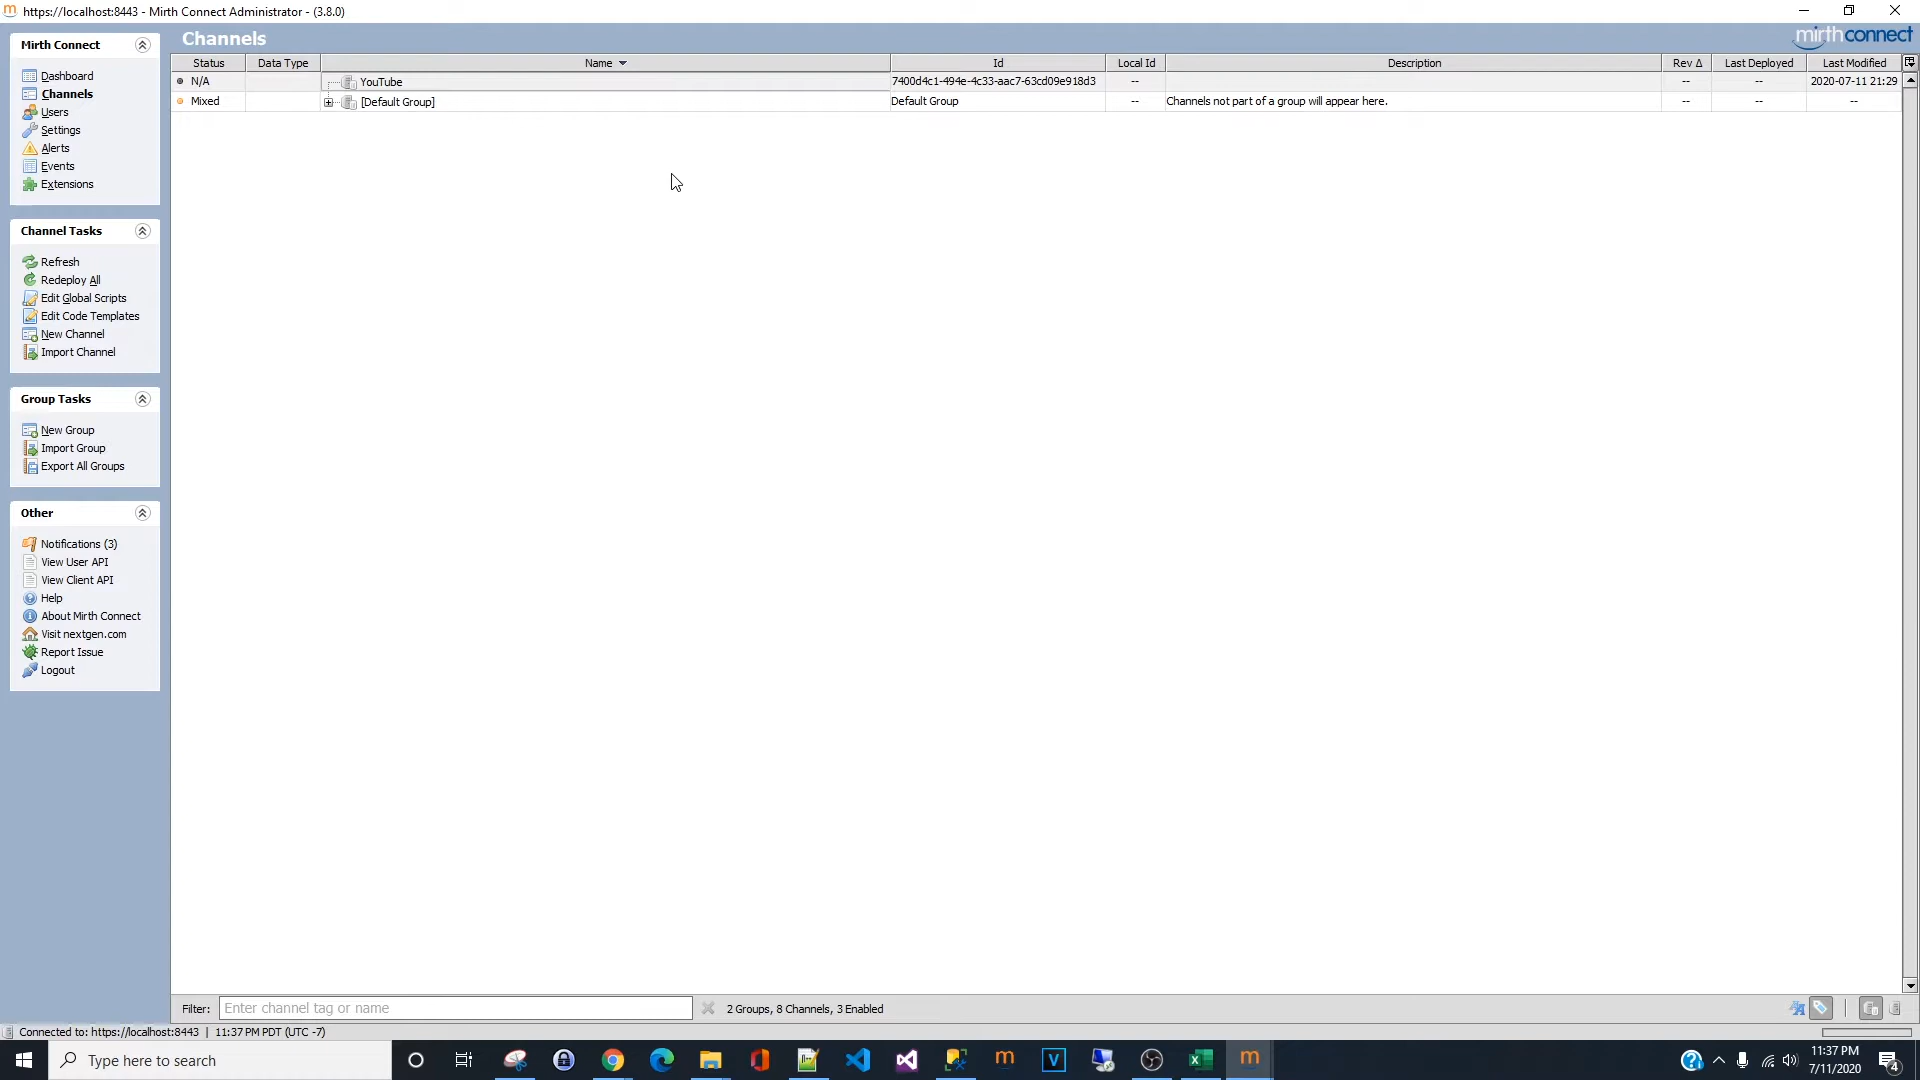 https://localhost:8443 - Mirth Connect Administrator - (3.8.0)
Mirth Connect
Dashboard
Channels
Users
Settings
Alerts
Events
Extensions
Channel Tasks
Refresh
Redeploy All
Edit Global Scripts
Edit Code Templates
New Channel
Import Channel
Group Tasks
New Group
Import Group
Export All Groups
Other
Notifications (3)
View User API
View Client API
Help
About Mirth Connect
Visit nextgen.com
Report Issue
Logout
Channels
mirthconnect
Status Data Type Name Id Local Id Description Rev Δ Last Deployed Last Modified
N/A YouTube 7400d4c1-494e-4c33-aac7-63cd09e918d3 -- -- -- 2020-07-11 21:29
Mixed [Default Group] Default Group -- Channels not part of a group will appear here. -- -- --
Filter: Enter channel tag or name 2 Groups, 8 Channels, 3 Enabled
Connected to: https://localhost:8443 | 11:37 PM PDT (UTC -7)
Type here to search
11:37 PM
7/11/2020
4